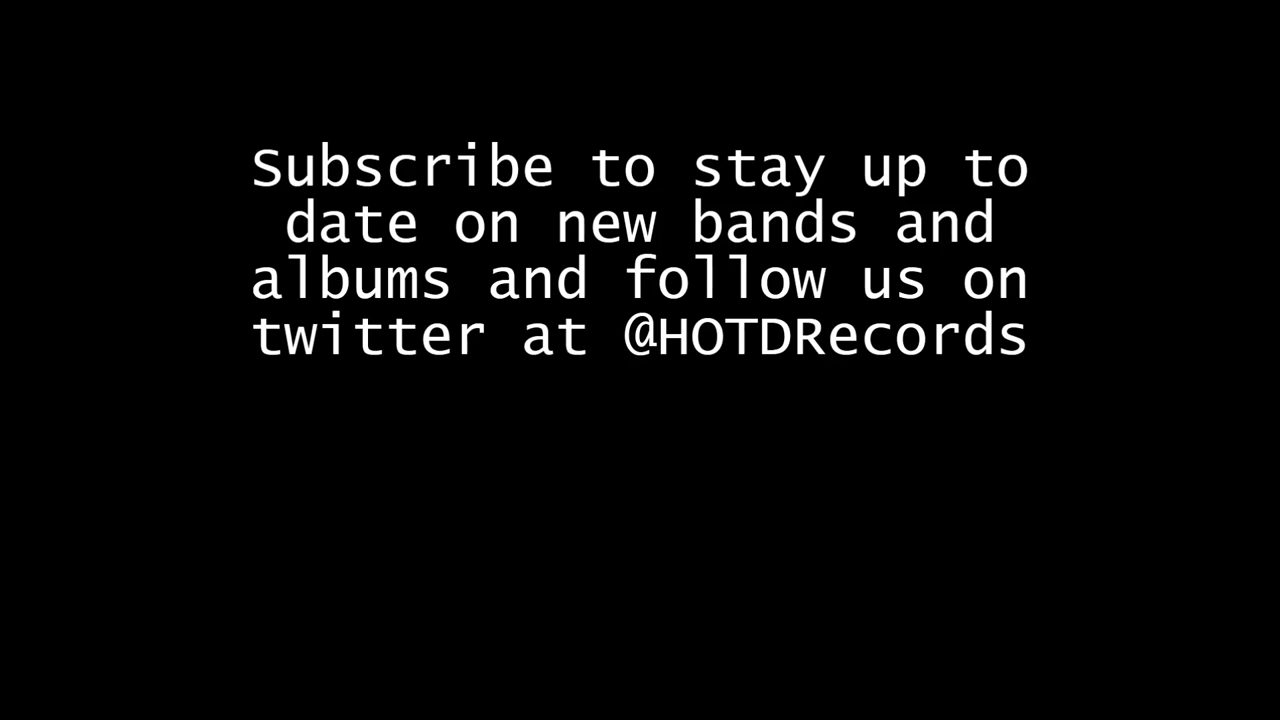 Subscribe to stay up to
date on new bands and
albums and follow us on
twitter at @HOTDRecords